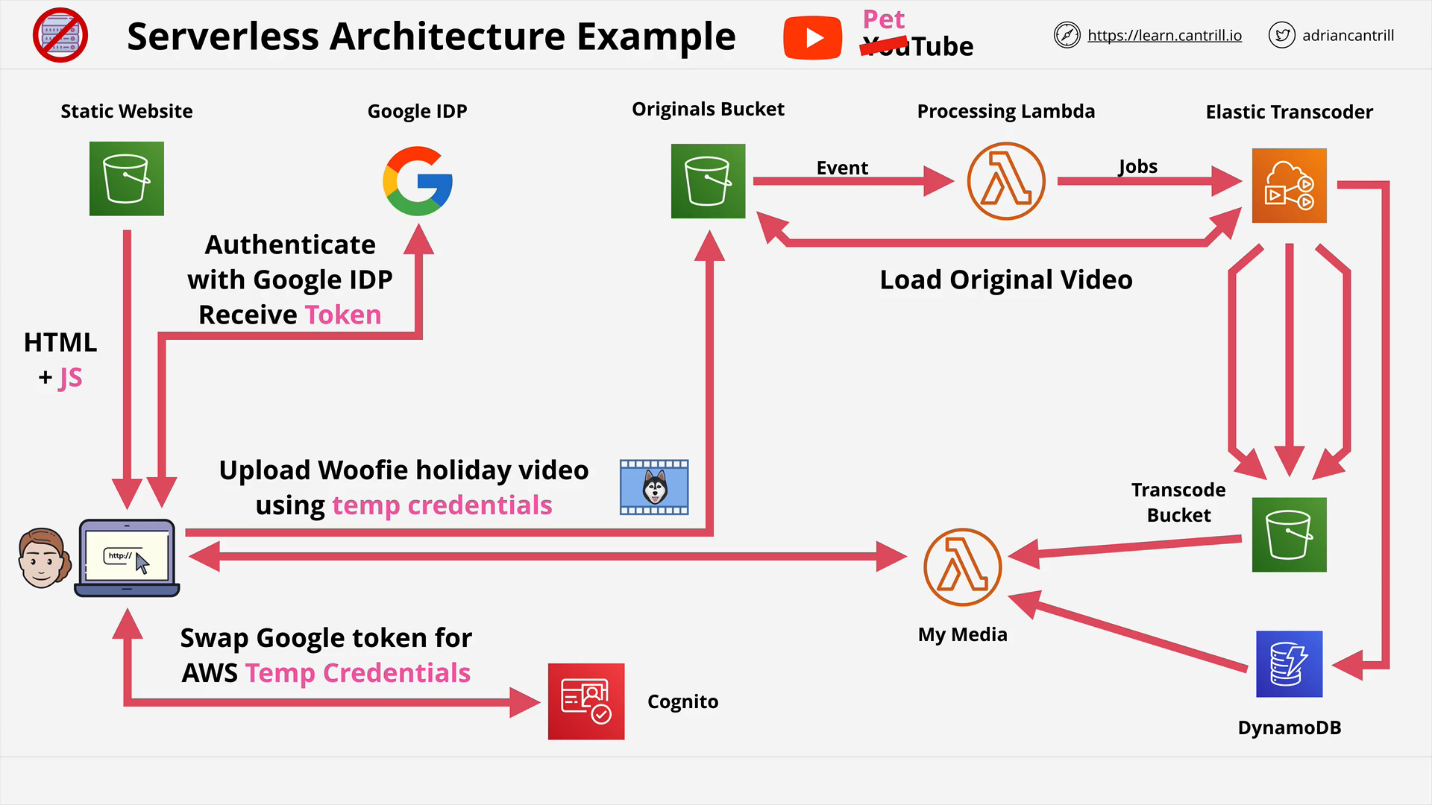 Serverless Architecture Example
Pet
YouTube
https://learn.cantrill.io
adriancantrill
Static Website
Google IDP
Originals Bucket
Processing Lambda
Elastic Transcoder
Event
Jobs
Authenticate
with Google IDP
Receive Token
Load Original Video
HTML
+ JS
Upload Woofie holiday video
using temp credentials
Transcode
Bucket
http://
My Media
Swap Google token for
AWS Temp Credentials
Cognito
DynamoDB